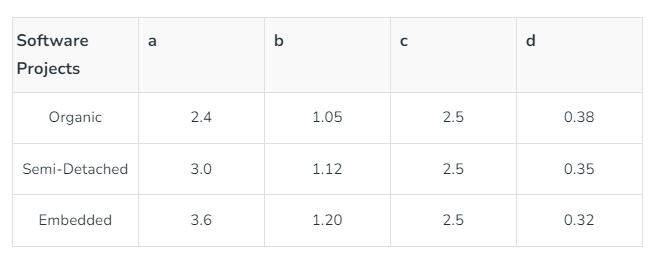 Software Projects a b c d
Organic 2.4 1.05 2.5 0.38
Semi-Detached 3.0 1.12 2.5 0.35
Embedded 3.6 1.20 2.5 0.32